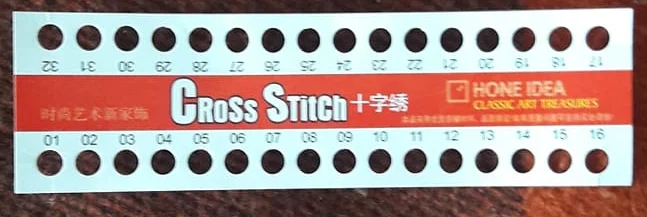 32 31 30 29 28 27 26 25 24 23 22 21 20 19 18 17
时尚艺术新家饰
CROSS STITCH 十字绣
HONE IDEA
CLASSIC ART TREASURES
01 02 03 04 05 06 07 08 09 10 11 12 13 14 15 16